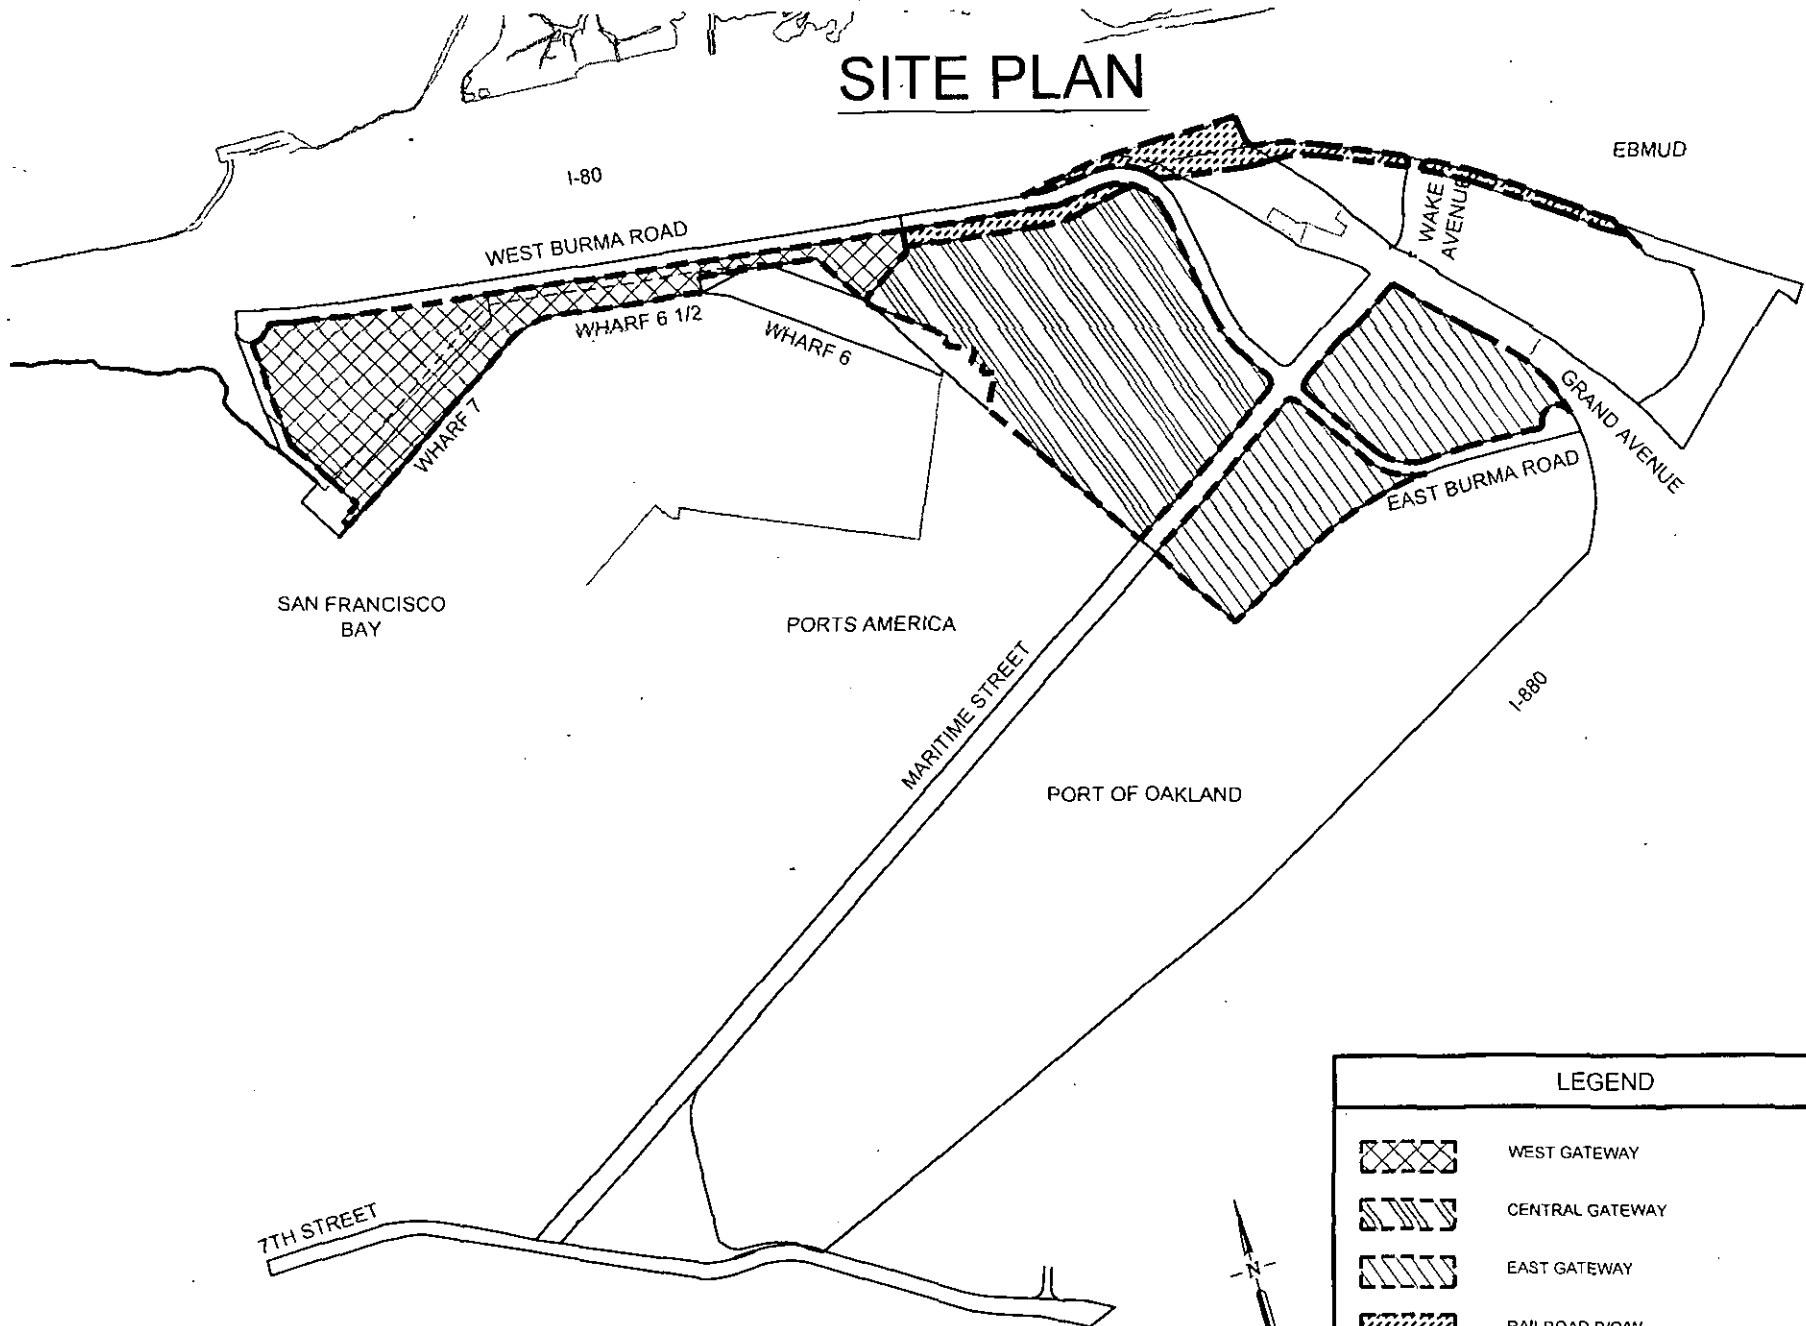 SITE PLAN
EBMUD
I-80
WAKE
AVENUE
WEST BURMA ROAD
WHARF 6 1/2
WHARF 6
WHARF 7
GRAND AVENUE
EAST BURMA ROAD
SAN FRANCISCO
BAY
PORTS AMERICA
MARITIME STREET
I-880
PORT OF OAKLAND
LEGEND
WEST GATEWAY
CENTRAL GATEWAY
7TH STREET
EAST GATEWAY
N
RAILROAD R/OW